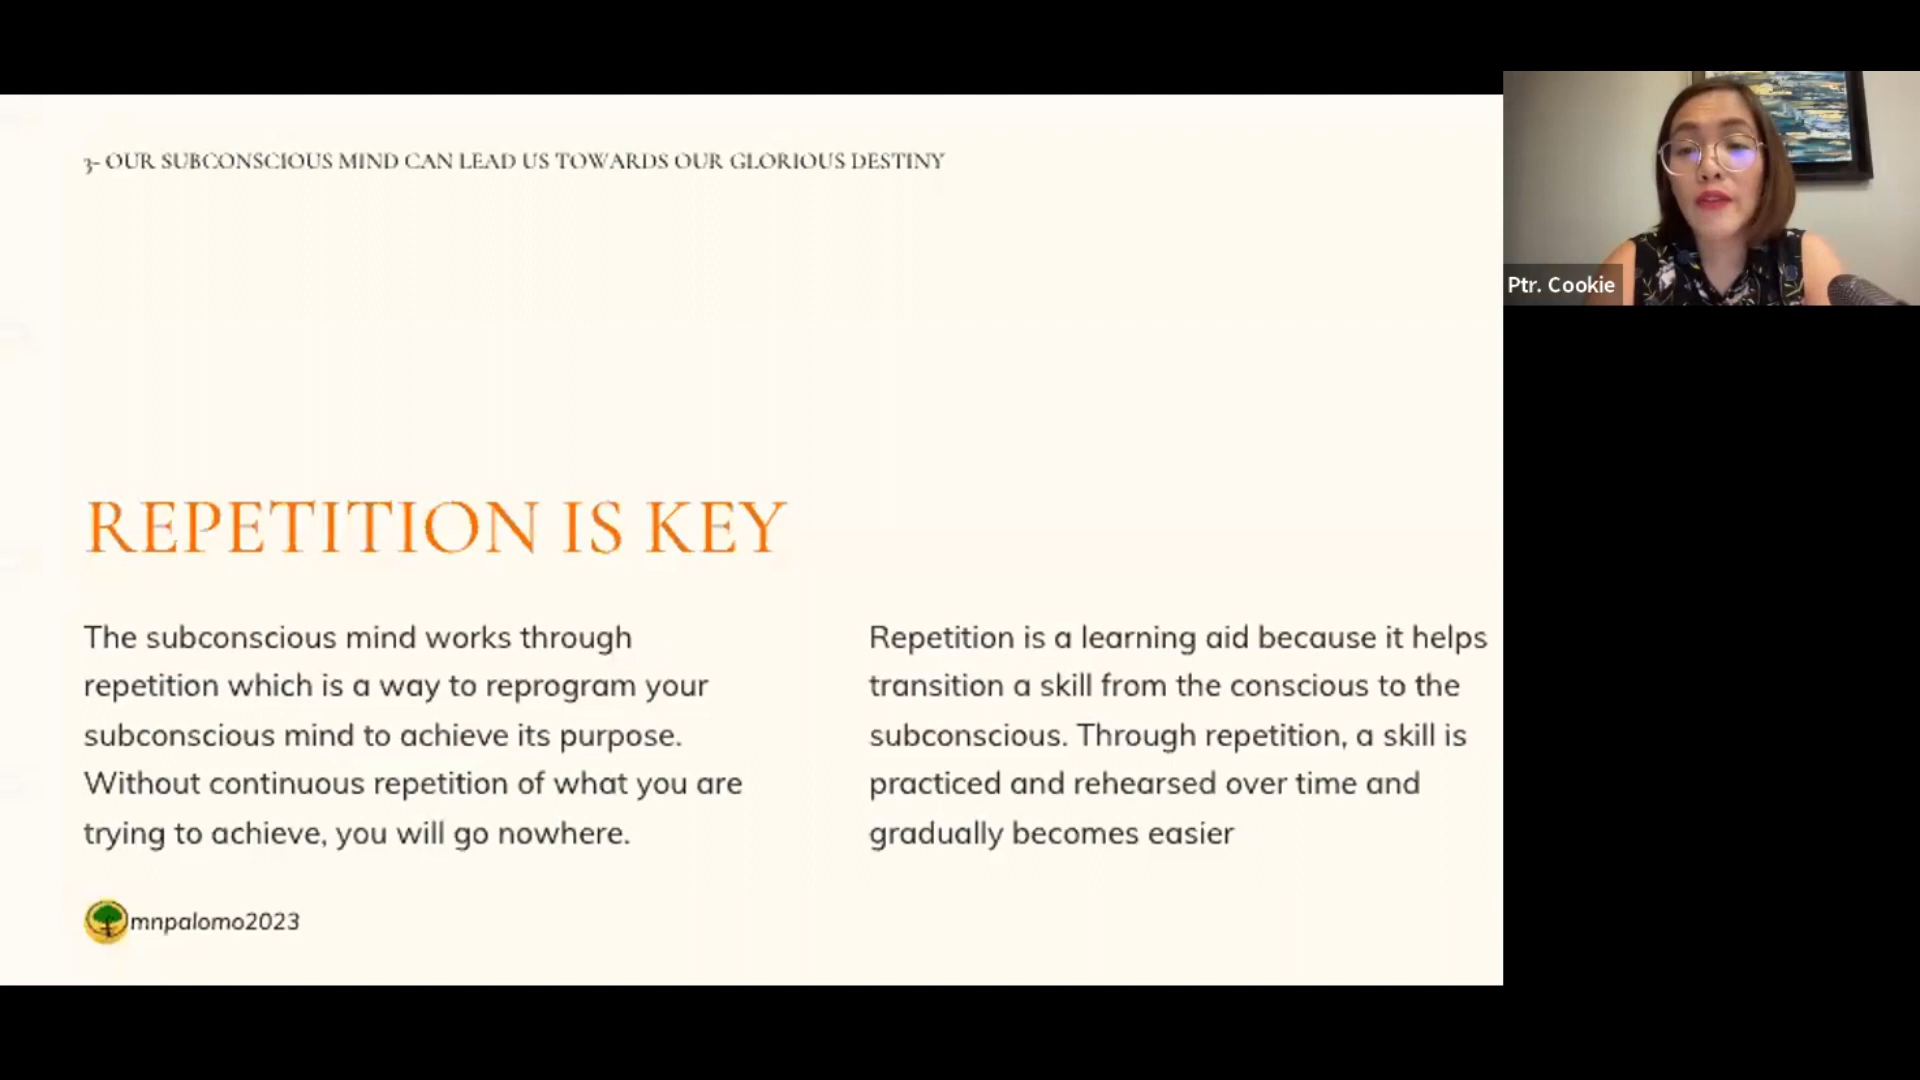 3- OUR SUBCONSCIOUS MIND CAN LEAD US TOWARDS OUR GLORIOUS DESTINY
REPETITION IS KEY
The subconscious mind works through
repetition which is a way to reprogram your
subconscious mind to achieve its purpose.
Without continuous repetition of what you are
trying to achieve, you will go nowhere.
Repetition is a learning aid because it helps
transition a skill from the conscious to the
subconscious. Through repetition, a skill is
practiced and rehearsed over time and
gradually becomes easier
mnpalomo2023
Ptr. Cookie